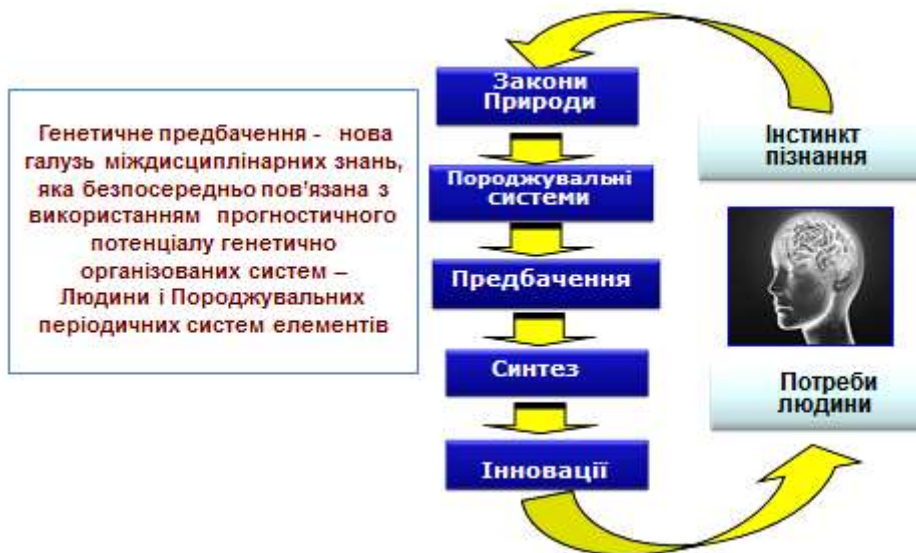 Генетичне предбачення - нова
галузь міждисциплінарних знань,
яка безпосередньо пов'язана з
використанням прогностичного
потенціалу генетично
організованих систем –
Людини і Породжувальних
періодичних систем елементів
Закони
Природи
Породжувальні
системи
Предбачення
Синтез
Інновації
Інстинкт
пізнання
Потреби
людини